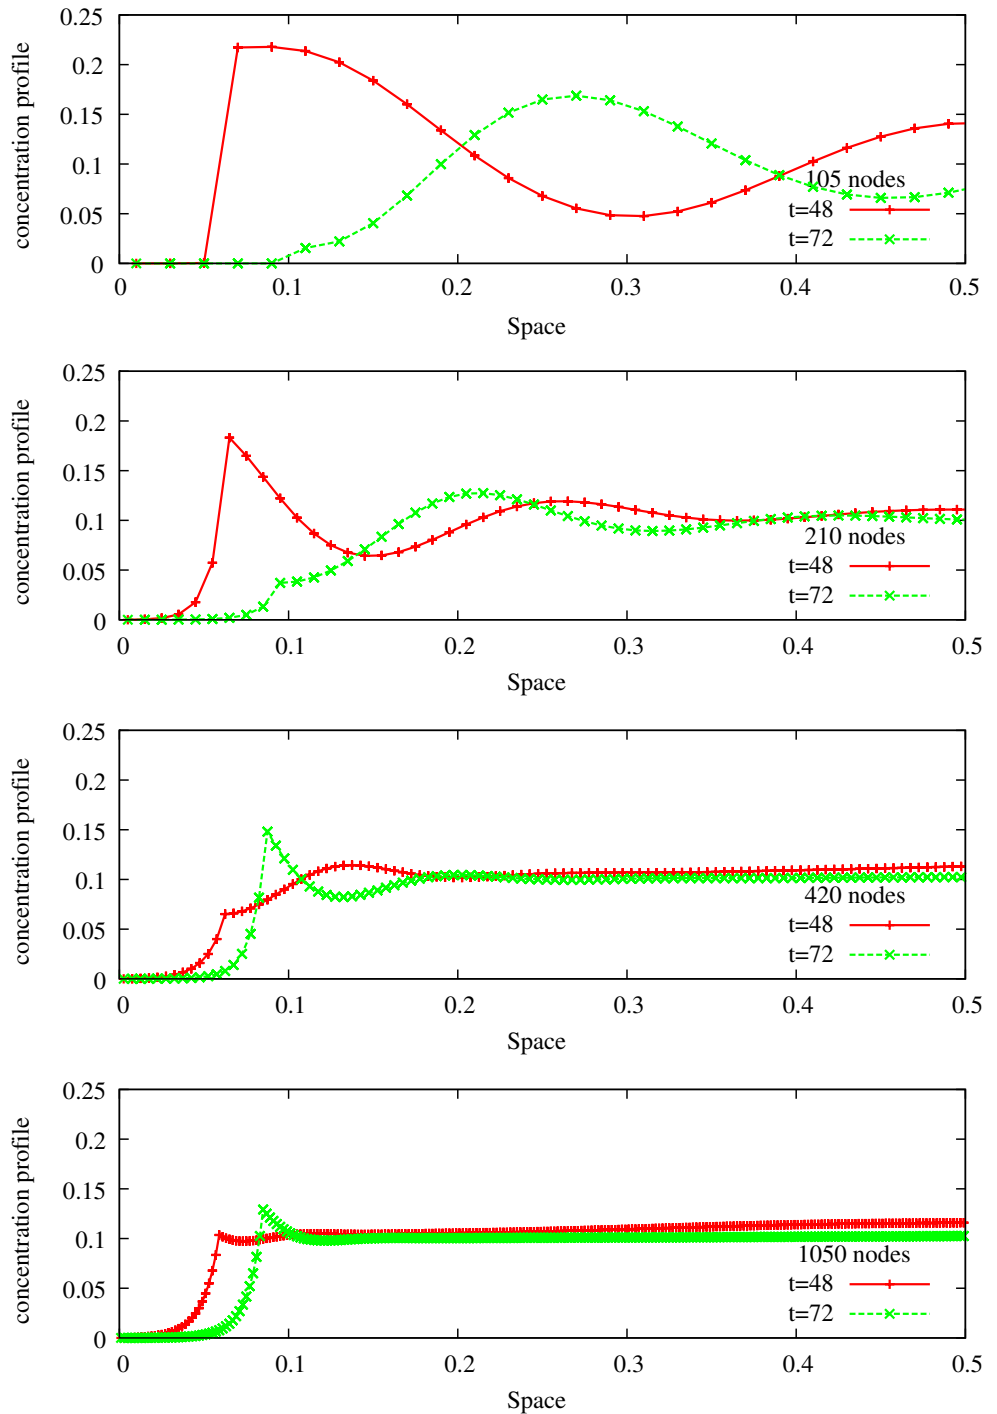 concentration profile
0.25
0.2
0.15
0.1
0.05
0
0 0.1 0.2 0.3 0.4 0.5
Space
105 nodes
t=48
t=72
concentration profile
0.25
0.2
0.15
0.1
0.05
0
0 0.1 0.2 0.3 0.4 0.5
Space
210 nodes
t=48
t=72
concentration profile
0.25
0.2
0.15
0.1
0.05
0
0 0.1 0.2 0.3 0.4 0.5
Space
420 nodes
t=48
t=72
concentration profile
0.25
0.2
0.15
0.1
0.05
0
0 0.1 0.2 0.3 0.4 0.5
Space
1050 nodes
t=48
t=72